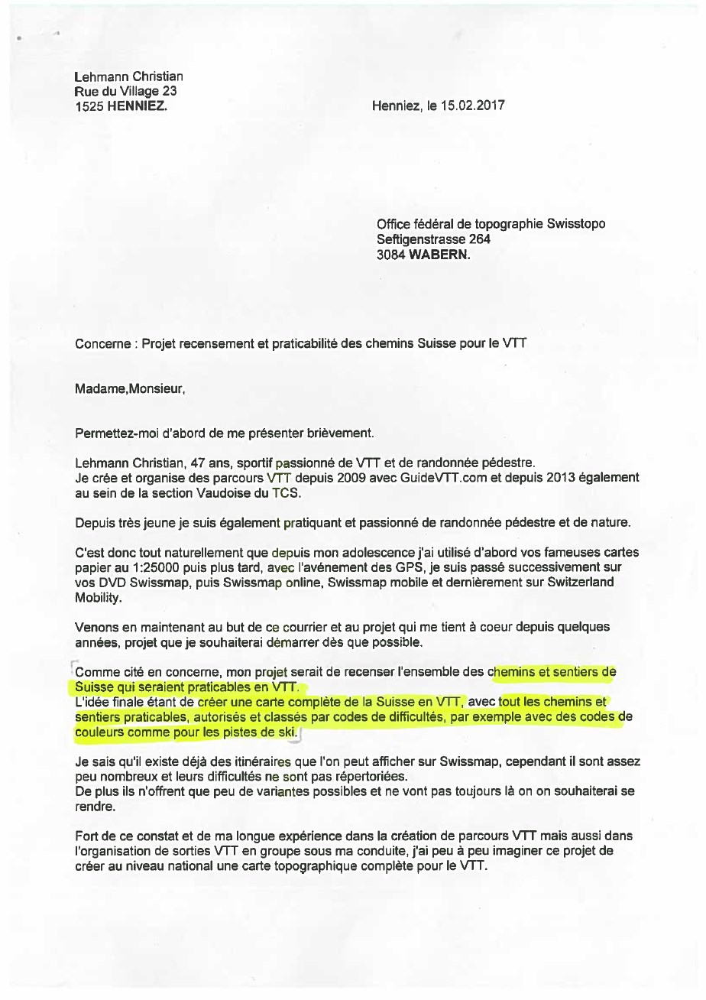 Lehmann Christian
Rue du Village 23
1525 HENNIEZ.
Henniez, le 15.02.2017
Office fédéral de topographie Swisstopo
Seftigenstrasse 264
3084 WABERN.
Concerne : Projet recensement et praticabilité des chemins Suisse pour le VTT
Madame,Monsieur,
Permettez-moi d'abord de me présenter brièvement.
Lehmann Christian, 47 ans, sportif passionné de VTT et de randonnée pédestre.
Je crée et organise des parcours VTT depuis 2009 avec GuideVTT.com et depuis 2013 également
au sein de la section Vaudoise du TCS.
Depuis très jeune je suis également pratiquant et passionné de randonnée pédestre et de nature.
C'est donc tout naturellement que depuis mon adolescence j'ai utilisé d'abord vos fameuses cartes
papier au 1:25000 puis plus tard, avec l'avénement des GPS, je suis passé successivement sur
vos DVD Swissmap, puis Swissmap online, Swissmap mobile et dernièrement sur Switzerland
Mobility.
Venons en maintenant au but de ce courrier et au projet qui me tient à coeur depuis quelques
années, projet que je souhaiterai démarrer dès que possible.
Comme cité en concerne, mon projet serait de recenser l'ensemble des chemins et sentiers de
Suisse qui seraient praticables en VTT.
L'idée finale étant de créer une carte complète de la Suisse en VTT, avec tout les chemins et
sentiers praticables, autorisés et classés par codes de difficultés, par exemple avec des codes de
couleurs comme pour les pistes de ski.
Je sais qu'il existe déjà des itinéraires que l'on peut afficher sur Swissmap, cependant il sont assez
peu nombreux et leurs difficultés ne sont pas répertoriées.
De plus ils n'offrent que peu de variantes possibles et ne vont pas toujours là on on souhaiterai se
rendre.
Fort de ce constat et de ma longue expérience dans la création de parcours VTT mais aussi dans
l'organisation de sorties VTT en groupe sous ma conduite, j'ai peu à peu imaginer ce projet de
créer au niveau national une carte topographique complète pour le VTT.